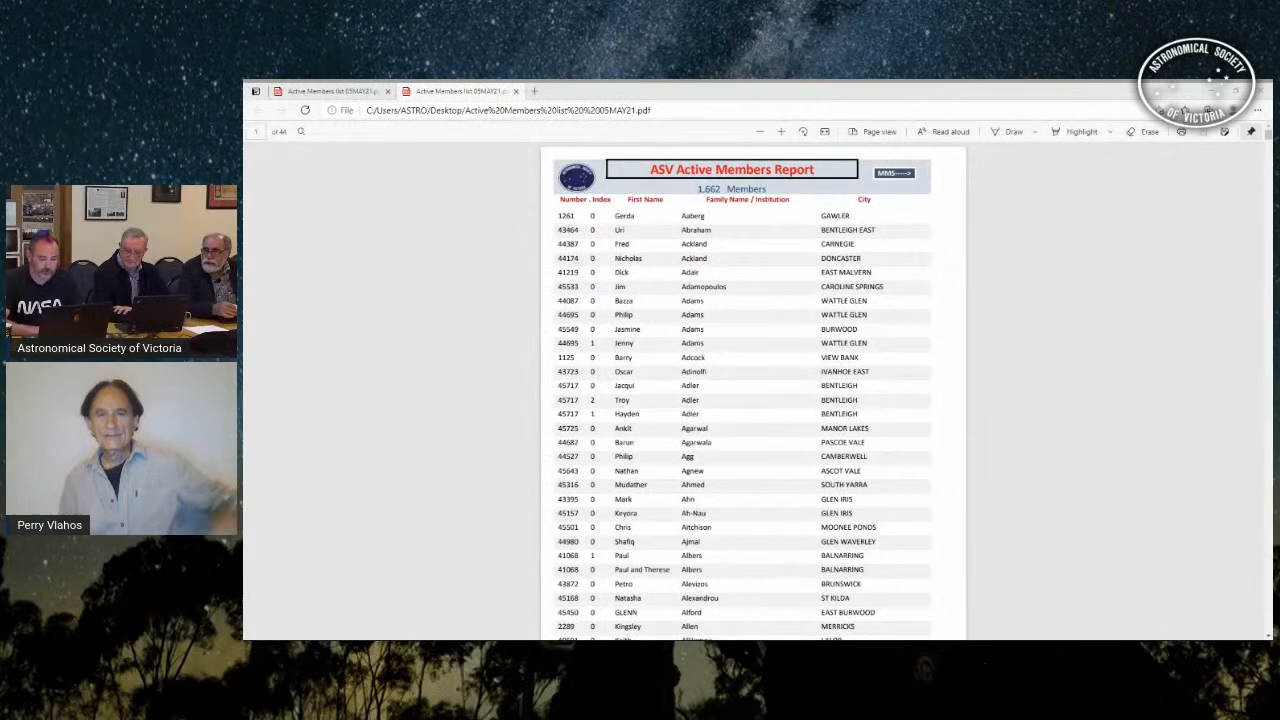 ASTRONOMICAL SOCIETY
OF VICTORIA
Active Members list 05MAY21.p
Active Members list 05MAY21.p
File C:/Users/ASTRO/Desktop/Active%20Members%20list%20%2005MAY21.pdf
1 of 44 Page view Read aloud Draw Highlight Erase
ASV Active Members Report
MMS----->
1,662 Members
Number . Index First Name Family Name / Institution City
1261 0 Gerda Aaberg GAWLER
43464 0 Uri Abraham BENTLEIGH EAST
44387 0 Fred Ackland CARNEGIE
44174 0 Nicholas Ackland DONCASTER
41219 0 Dick Adair EAST MALVERN
45533 0 Jim Adamopoulos CAROLINE SPRINGS
44087 0 Bazza Adams WATTLE GLEN
44695 0 Philip Adams WATTLE GLEN
45549 0 Jasmine Adams BURWOOD
44695 1 Jenny Adams WATTLE GLEN
1125 0 Barry Adcock VIEW BANK
43723 0 Oscar Adinolfi IVANHOE EAST
45717 0 Jacqui Adler BENTLEIGH
45717 2 Troy Adler BENTLEIGH
45717 1 Hayden Adler BENTLEIGH
45725 0 Ankit Agarwal MANOR LAKES
44682 0 Barun Agarwala PASCOE VALE
44527 0 Philip Agg CAMBERWELL
45643 0 Nathan Agnew ASCOT VALE
45316 0 Mudather Ahmed SOUTH YARRA
43395 0 Mark Ahn GLEN IRIS
45157 0 Keyora Ah-Nau GLEN IRIS
45501 0 Chris Aitchison MOONEE PONDS
44980 0 Shafiq Ajmal GLEN WAVERLEY
41068 1 Paul Albers BALNARRING
41068 0 Paul and Therese Albers BALNARRING
43872 0 Petro Alevizos BRUNSWICK
45168 0 Natasha Alexandrou ST KILDA
45450 0 GLENN Alford EAST BURWOOD
2289 0 Kingsley Allen MERRICKS
NASA
Astronomical Society of Victoria
Perry Vlahos